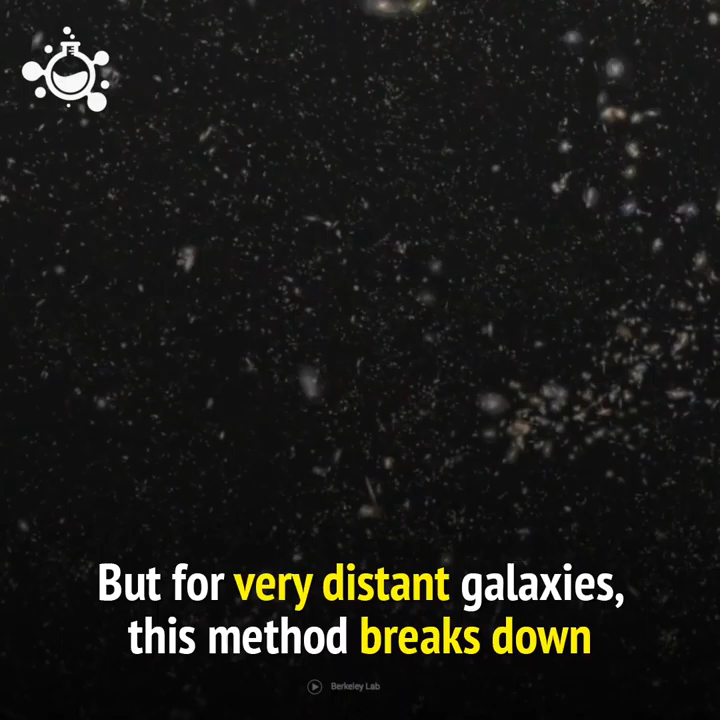 But for very distant galaxies,
this method breaks down
Berkeley Lab